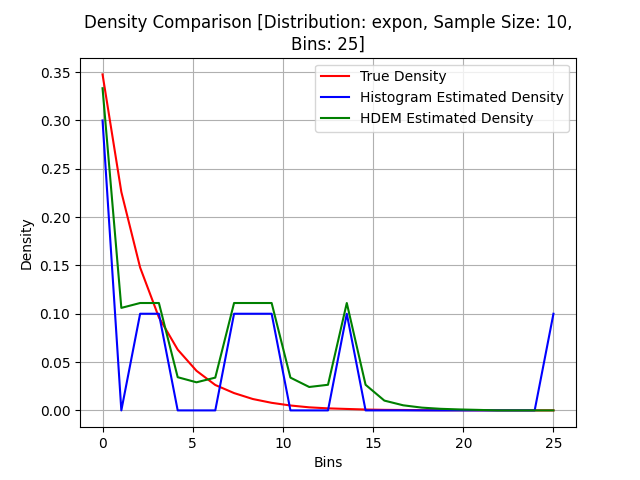 Density Comparison [Distribution: expon, Sample Size: 10,
Bins: 25]
True Density
Histogram Estimated Density
HDEM Estimated Density
Density
0.35
0.30
0.25
0.20
0.15
0.10
0.05
0.00
0 5 10 15 20 25
Bins